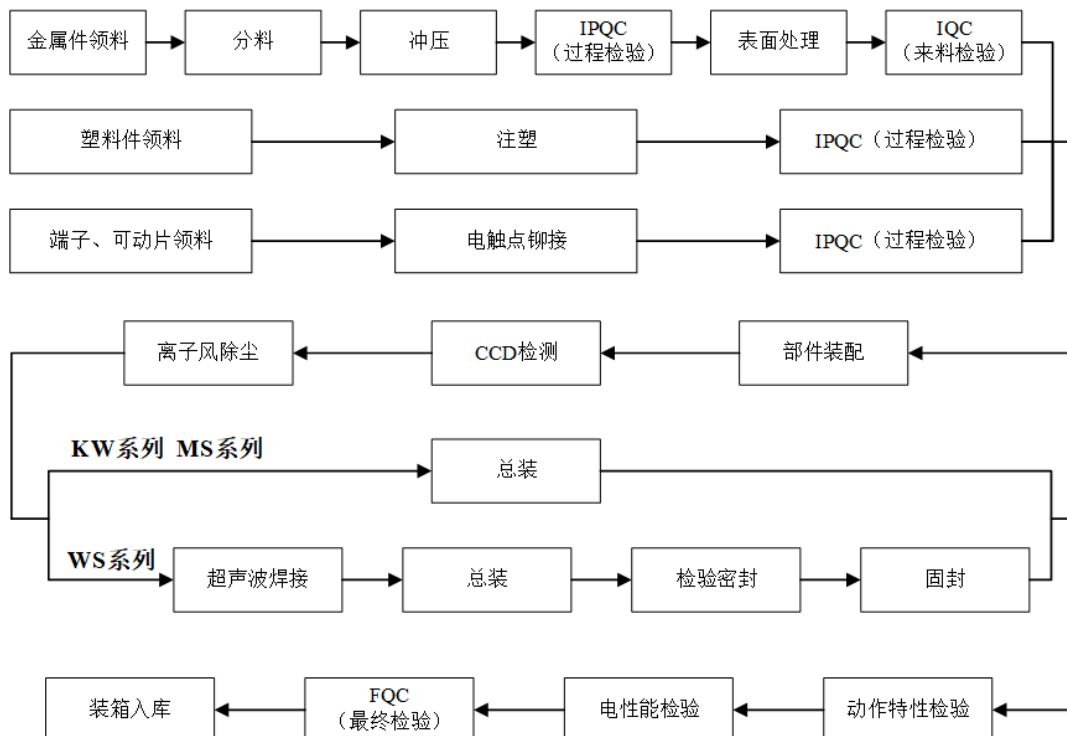 金属件领料
分料
冲压
IPQC
（过程检验）
表面处理
IQC
（来料检验）
塑料件领料
注塑
IPQC（过程检验）
端子、可动片领料
电触点铆接
IPQC（过程检验）
离子风除尘
CCD检测
部件装配
KW系列 MS系列
总装
WS系列
超声波焊接
总装
检验密封
固封
装箱入库
FQC
（最终检验）
电性能检验
动作特性检验